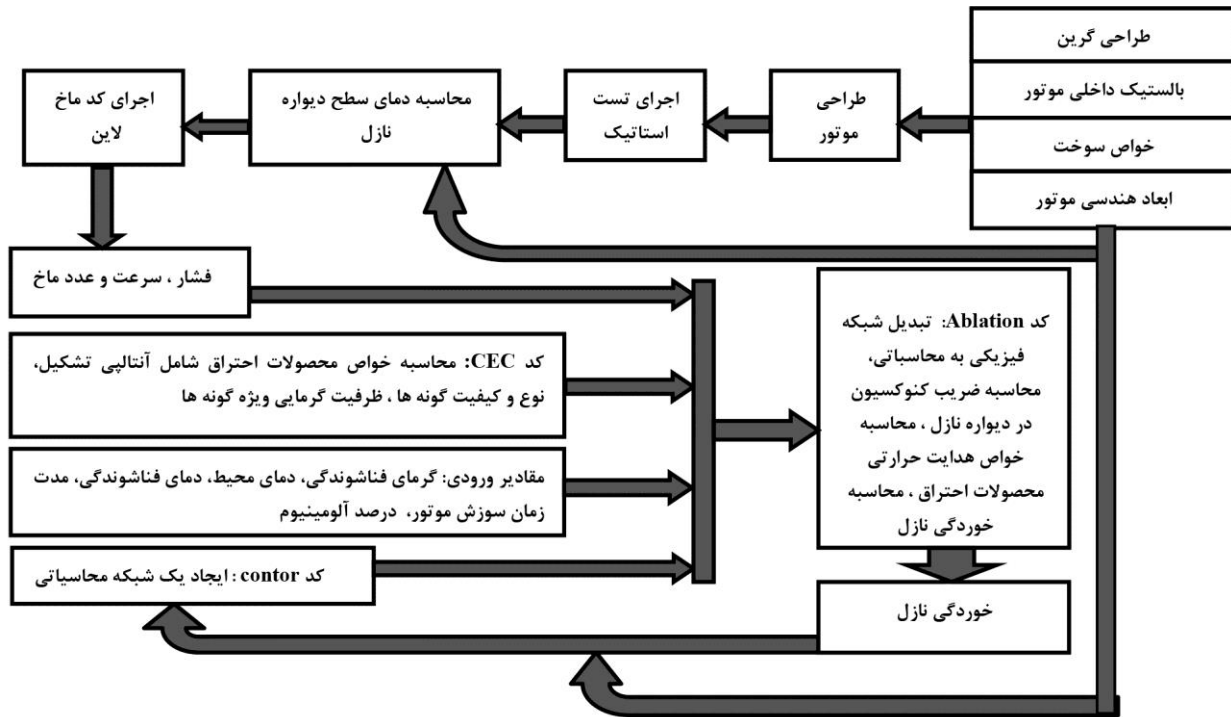 طراحی گرین
بالستیک داخلی موتور
خواص سوخت
ابعاد هندسی موتور
طراحی
موتور
اجرای تست
استاتیک
محاسبه دمای سطح دیواره
نازل
اجرای کد ماخ
لاین
فشار ، سرعت و عدد ماخ
کد CEC: محاسبه خواص محصولات احتراق شامل آنتالپی تشکیل،
نوع و کیفیت گونه ها ، ظرفیت گرمایی ویژه گونه ها
مقادیر ورودی: گرمای فناشوندگی، دمای محیط، دمای فناشوندگی، مدت
زمان سوزش موتور، درصد آلومینیوم
کد contor : ایجاد یک شبکه محاسیاتی
کد Ablation: تبدیل شبکه
فیزیکی به محاسباتی،
محاسبه ضریب کنوکسیون
در دیواره نازل ، محاسبه
خواص هدایت حرارتی
محصولات احتراق ، محاسبه
خوردگی نازل
خوردگی نازل